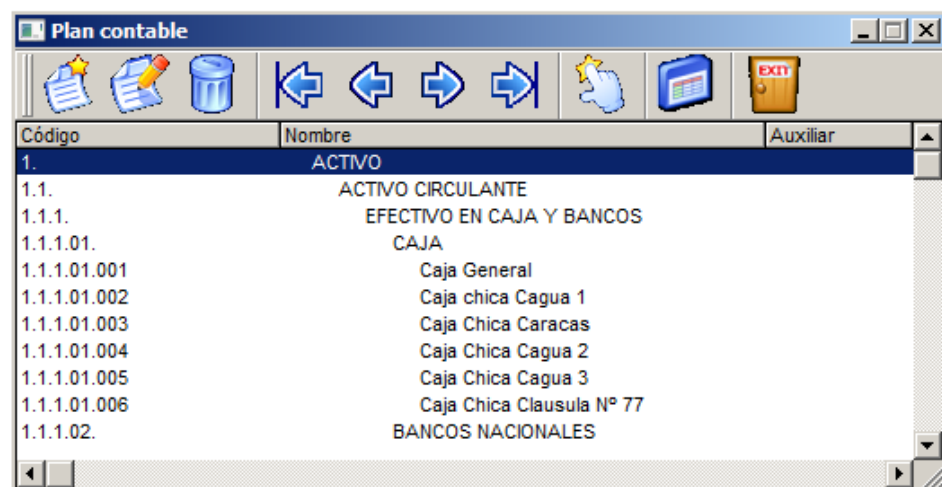 Plan contable
EXIT
Código Nombre Auxiliar
1. ACTIVO
1.1. ACTIVO CIRCULANTE
1.1.1. EFECTIVO EN CAJA Y BANCOS
1.1.1.01. CAJA
1.1.1.01.001 Caja General
1.1.1.01.002 Caja chica Cagua 1
1.1.1.01.003 Caja Chica Caracas
1.1.1.01.004 Caja Chica Cagua 2
1.1.1.01.005 Caja Chica Cagua 3
1.1.1.01.006 Caja Chica Clausula Nº 77
1.1.1.02. BANCOS NACIONALES